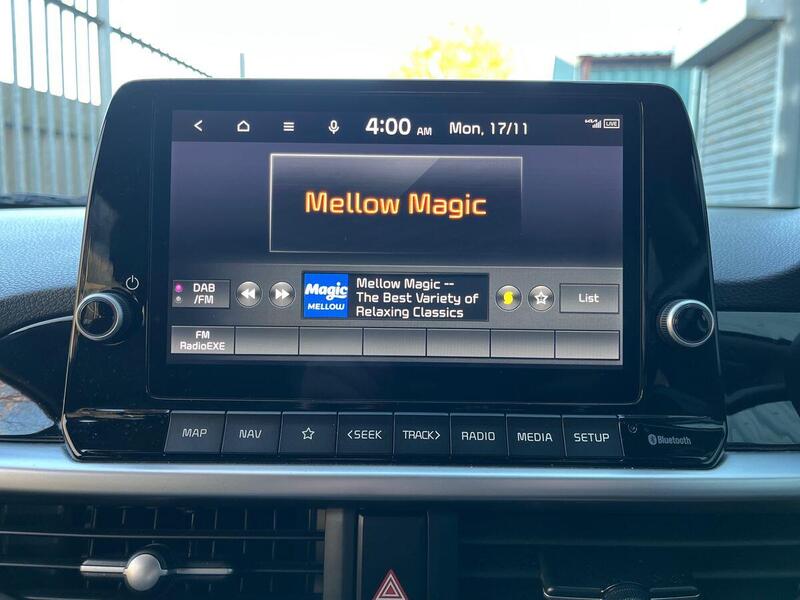 4:00 AM Mon, 17/11 LIVE
Mellow Magic
DAB
/FM
Magic
MELLOW
Mellow Magic --
The Best Variety of
Relaxing Classics
List
FM
RadioEXE
MAP NAV <SEEK TRACK> RADIO MEDIA SETUP
Bluetooth